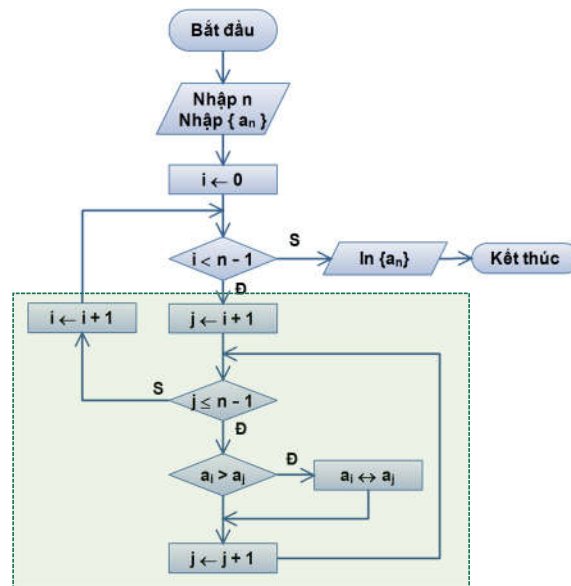 Bắt đầu
Nhập n
Nhập { aₙ }
i ← 0
i < n - 1
S
In {aₙ}
Kết thúc
Đ
i ← i + 1
j ← i + 1
S
j ≤ n - 1
Đ
aᵢ > aⱼ
Đ
aᵢ ↔ aⱼ
j ← j + 1